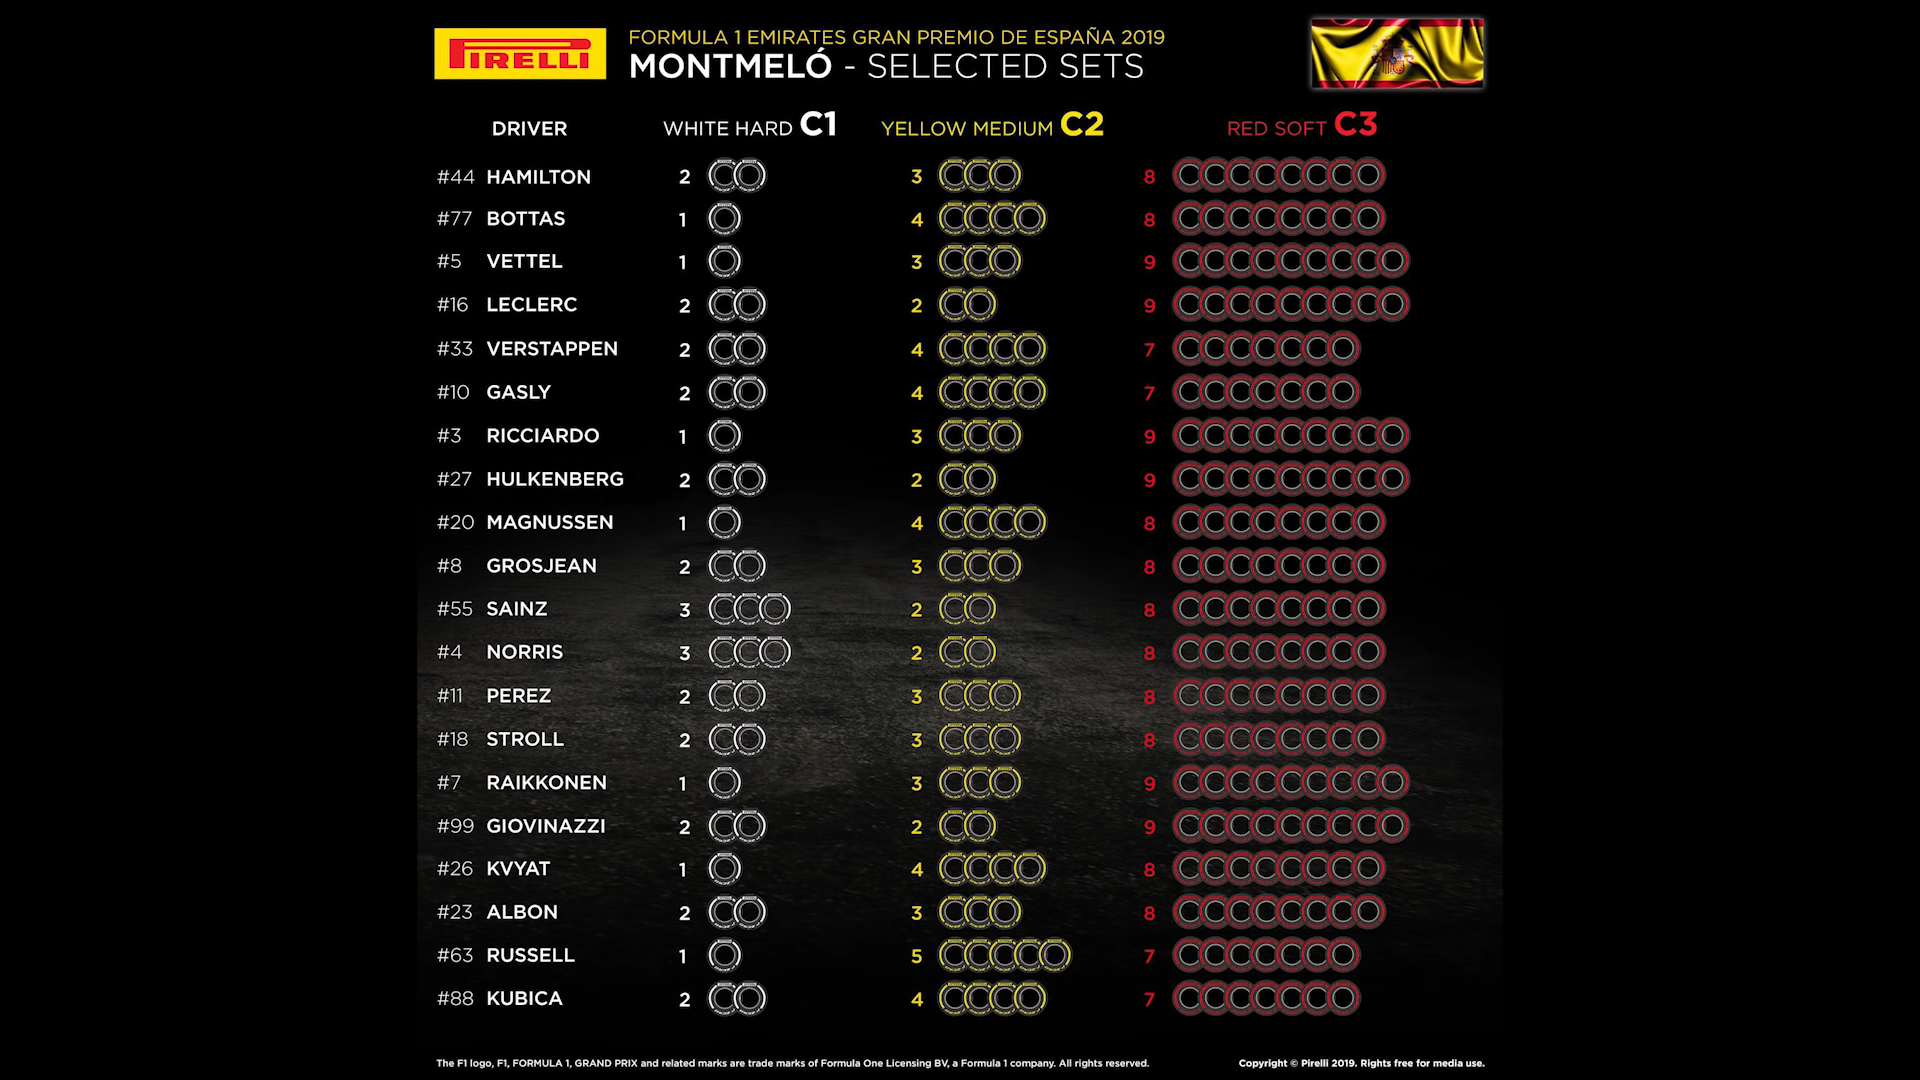 PIRELLI
FORMULA 1 EMIRATES GRAN PREMIO DE ESPAÑA 2019
MONTMELÓ - SELECTED SETS
DRIVER WHITE HARD C1 YELLOW MEDIUM C2 RED SOFT C3
#44 HAMILTON 2 3 8
#77 BOTTAS 1 4 8
#5 VETTEL 1 3 9
#16 LECLERC 2 2 9
#33 VERSTAPPEN 2 4 7
#10 GASLY 2 4 7
#3 RICCIARDO 1 3 9
#27 HULKENBERG 2 2 9
#20 MAGNUSSEN 1 4 8
#8 GROSJEAN 2 3 8
#55 SAINZ 3 2 8
#4 NORRIS 3 2 8
#11 PEREZ 2 3 8
#18 STROLL 2 3 8
#7 RAIKKONEN 1 3 9
#99 GIOVINAZZI 2 2 9
#26 KVYAT 1 4 8
#23 ALBON 2 3 8
#63 RUSSELL 1 5 7
#88 KUBICA 2 4 7
The F1 logo, F1, FORMULA 1, GRAND PRIX and related marks are trade marks of Formula One Licensing BV, a Formula 1 company. All rights reserved. Copyright © Pirelli 2019. Rights free for media use.